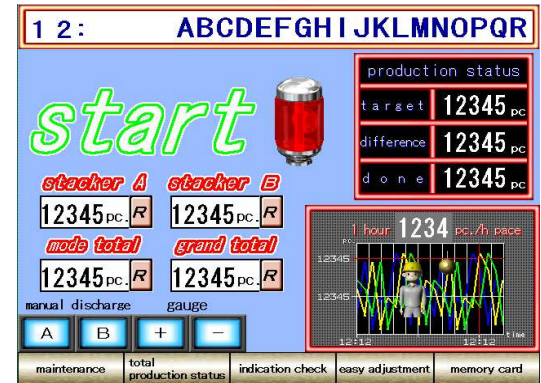 1 2: ABCDEFGHIJKLMNOPQR
production status
target 12345 pc
difference 12345 pc
done 12345 pc
start
stacker A stacker B
12345 pc. R 12345 pc. R
mode total grand total
12345 pc. R 12345 pc. R
manual discharge gauge
A B + -
1 hour 1234 pc./h pace
pc.
12345
12345
12:12 12:12 time
maintenance total production status indication check easy adjustment memory card